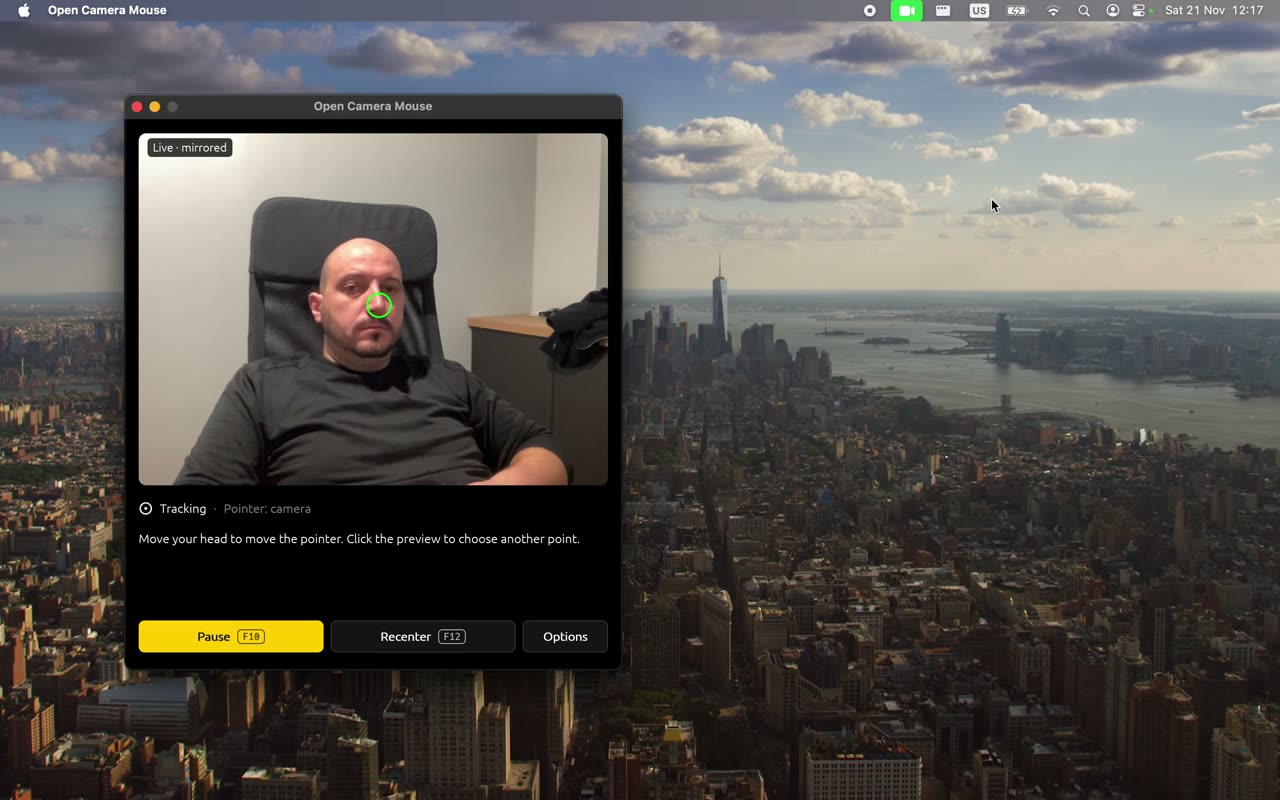 Open Camera Mouse
US
Sat 21 Nov 12:17
Open Camera Mouse
Live · mirrored
Tracking · Pointer: camera
Move your head to move the pointer. Click the preview to choose another point.
Pause F10
Recenter F12
Options